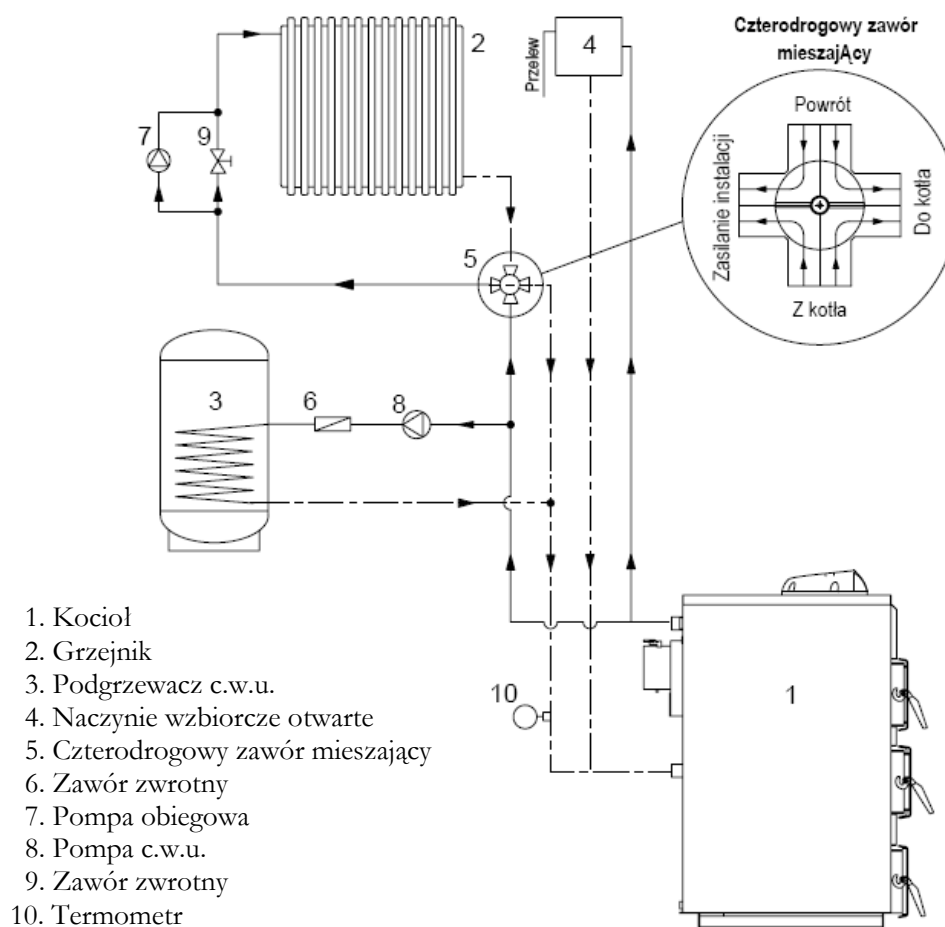 2
4
Przelew
Czterodrogowy zawór
mieszajĄcy
Powrót
Zasilanie instalacji
Do kotła
Z kotła
7
9
5
3
6
8
10
1
1. Kocioł
2. Grzejnik
3. Podgrzewacz c.w.u.
4. Naczynie wzbiorcze otwarte
5. Czterodrogowy zawór mieszający
6. Zawór zwrotny
7. Pompa obiegowa
8. Pompa c.w.u.
9. Zawór zwrotny
10. Termometr